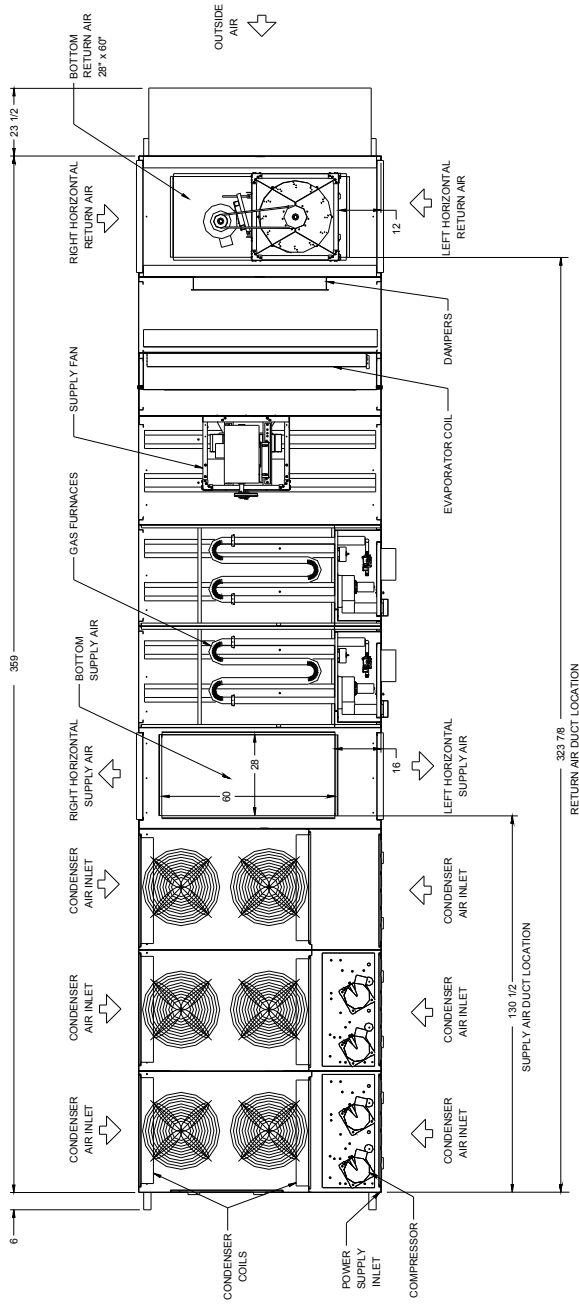 OUTSIDE
AIR
BOTTOM
RETURN AIR
28" x 60"
23 1/2
RIGHT HORIZONTAL
RETURN AIR
12
LEFT HORIZONTAL
RETURN AIR
DAMPERS
EVAPORATOR COIL
SUPPLY FAN
GAS FURNACES
359
BOTTOM
SUPPLY AIR
RIGHT HORIZONTAL
SUPPLY AIR
28
60
16
LEFT HORIZONTAL
SUPPLY AIR
323 7/8
RETURN AIR DUCT LOCATION
CONDENSER
AIR INLET
CONDENSER
AIR INLET
130 1/2
SUPPLY AIR DUCT LOCATION
CONDENSER
AIR INLET
CONDENSER
AIR INLET
CONDENSER
AIR INLET
CONDENSER
AIR INLET
6
CONDENSER
COILS
POWER
SUPPLY
INLET
COMPRESSOR